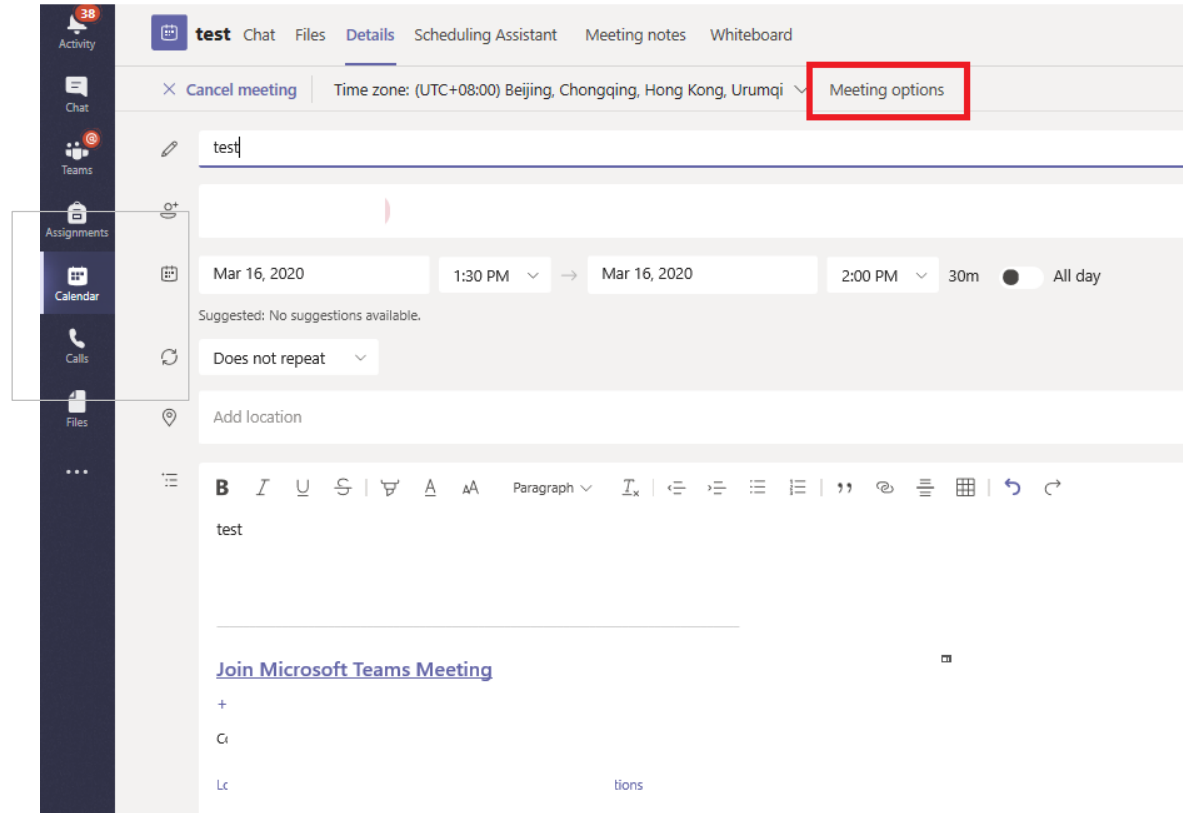 38
Activity
Chat
Teams
Assignments
Calendar
Calls
Files
test Chat Files Details Scheduling Assistant Meeting notes Whiteboard
Cancel meeting Time zone: (UTC+08:00) Beijing, Chongqing, Hong Kong, Urumqi Meeting options
test
Mar 16, 2020 1:30 PM → Mar 16, 2020 2:00 PM 30m All day
Suggested: No suggestions available.
Does not repeat
Add location
B I U S A AA Paragraph Tx
test
Join Microsoft Teams Meeting
+
tions